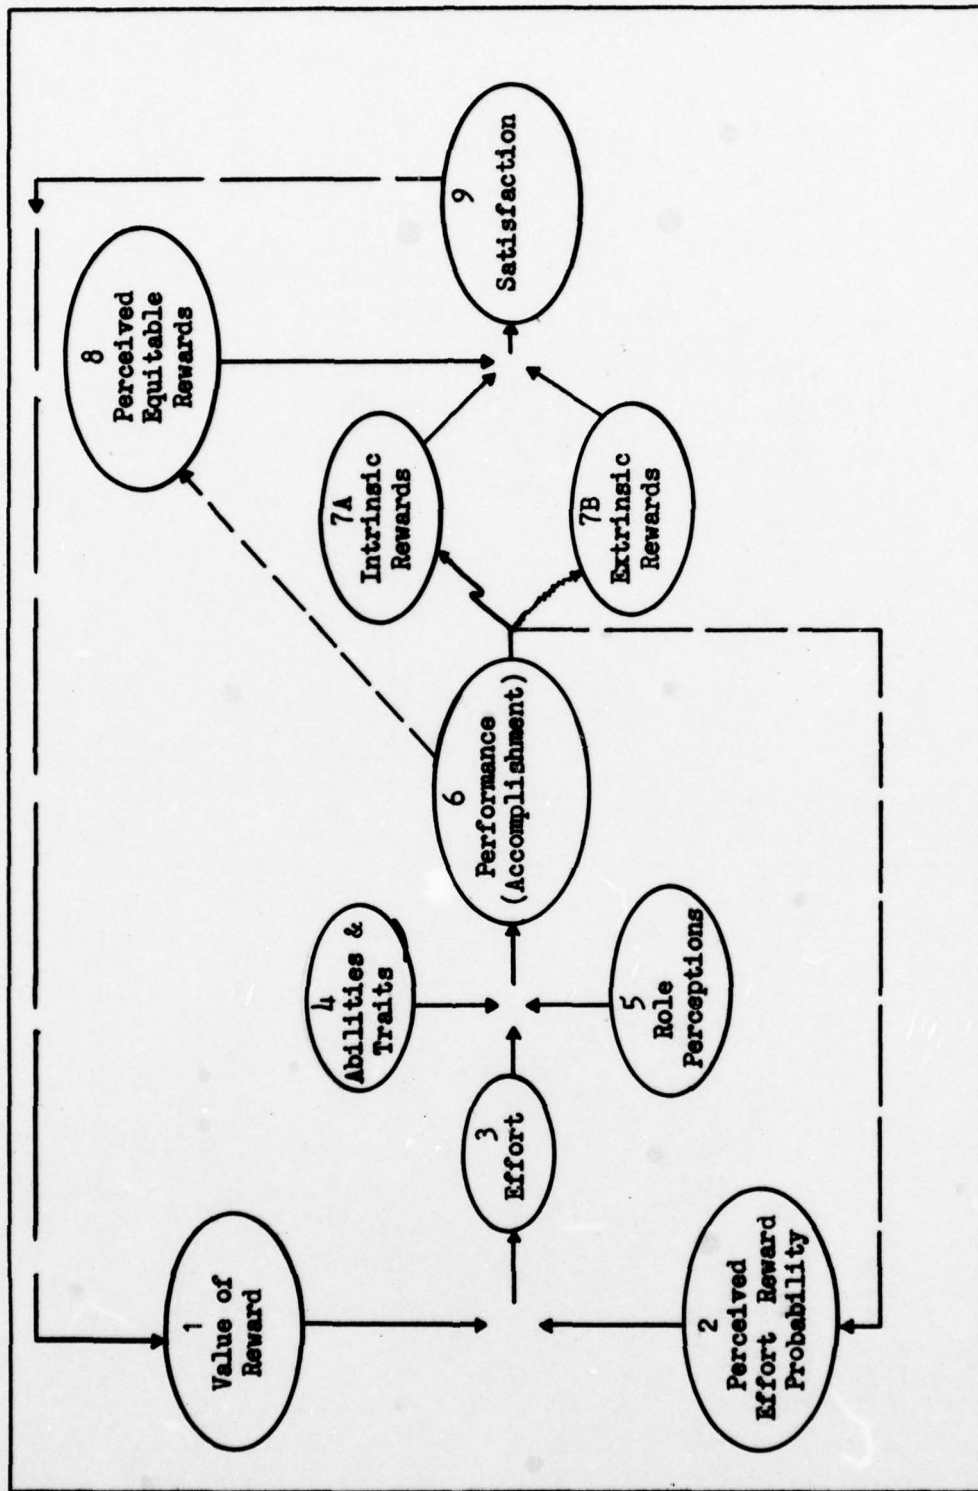 1
Value of
Reward
2
Perceived
Effort Reward
Probability
3
Effort
4
Abilities &
Traits
5
Role
Perceptions
6
Performance
(Accomplishment)
7A
Intrinsic
Rewards
7B
Extrinsic
Rewards
8
Perceived
Equitable
Rewards
9
Satisfaction